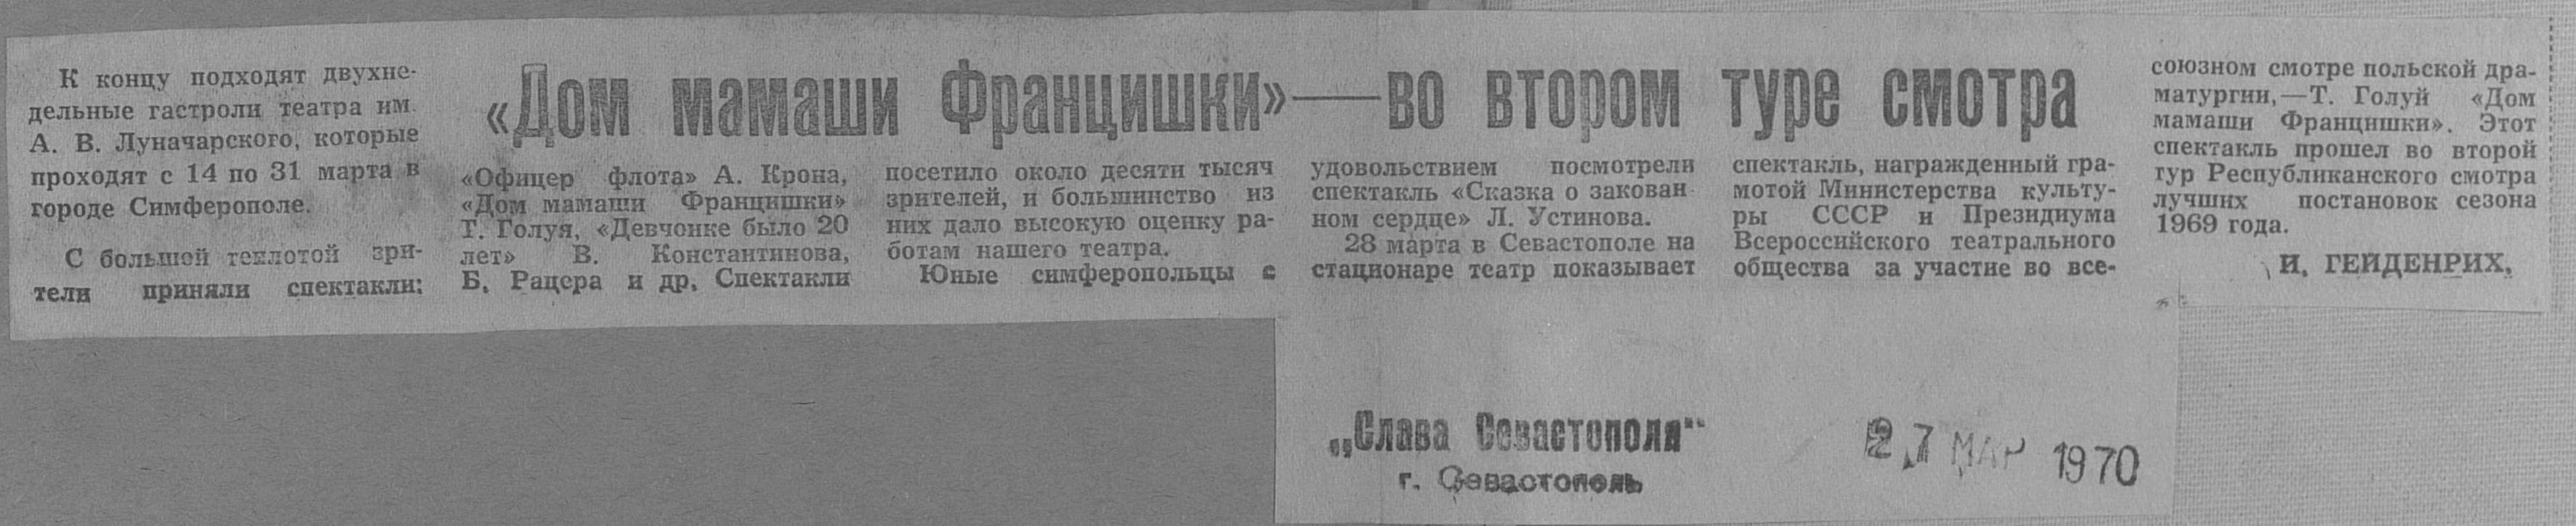 «Дом мамаши Францишки»—во втором туре смотра
К концу подходят двухне-
дельные гастроли театра им.
А. В. Луначарского, которые
проходят с 14 по 31 марта в
городе Симферополе.
С большой теплотой зри-
тели приняли спектакли:
«Офицер флота» А. Крона,
«Дом мамаши Францишки»
Т. Голуя, «Девчонке было 20
лет» В. Константинова,
Б. Рацера и др. Спектакли
посетило около десяти тысяч
зрителей, и большинство из
них дало высокую оценку ра-
ботам нашего театра.
Юные симферопольцы с
удовольствием посмотрели
спектакль «Сказка о закован-
ном сердце» Л. Устинова.
28 марта в Севастополе на
стационаре театр показывает
спектакль, награжденный гра-
мотой Министерства культу-
ры СССР и Президиума
Всероссийского театрального
общества за участие во все-
союзном смотре польской дра-
матургии,—Т. Голуй «Дом
мамаши Францишки». Этот
спектакль прошел во второй
тур Республиканского смотра
лучших постановок сезона
1969 года.
И. ГЕЙДЕНРИХ.
„Слава Севастополя"
г. Севастополь
27 МАР 1970